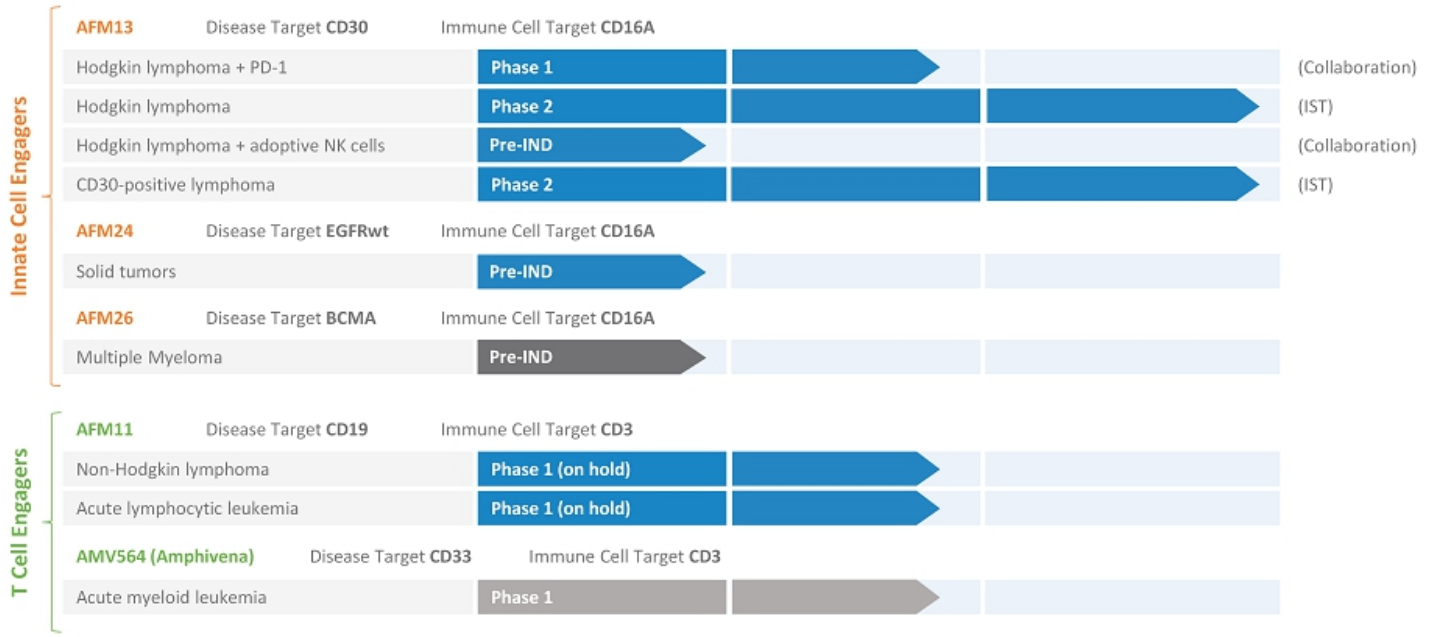 Innate Cell Engagers
AFM13 Disease Target CD30 Immune Cell Target CD16A
Hodgkin lymphoma + PD-1 Phase 1 (Collaboration)
Hodgkin lymphoma Phase 2 (IST)
Hodgkin lymphoma + adoptive NK cells Pre-IND (Collaboration)
CD30-positive lymphoma Phase 2 (IST)
AFM24 Disease Target EGFRwt Immune Cell Target CD16A
Solid tumors Pre-IND
AFM26 Disease Target BCMA Immune Cell Target CD16A
Multiple Myeloma Pre-IND
T Cell Engagers
AFM11 Disease Target CD19 Immune Cell Target CD3
Non-Hodgkin lymphoma Phase 1 (on hold)
Acute lymphocytic leukemia Phase 1 (on hold)
AMV564 (Amphivena) Disease Target CD33 Immune Cell Target CD3
Acute myeloid leukemia Phase 1